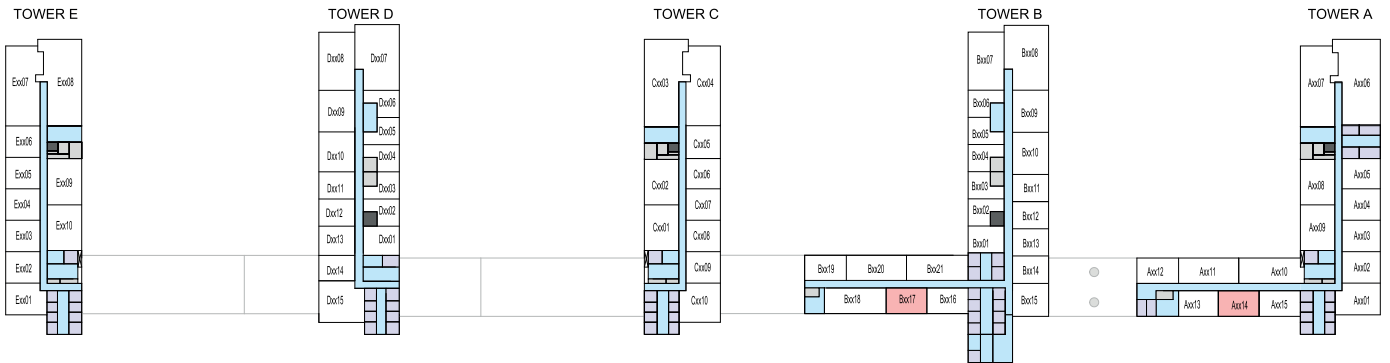 TOWER E
TOWER D
TOWER C
TOWER B
TOWER A
Exx07
Exx08
Exx06
Exx05
Exx09
Exx04
Exx03
Exx10
Exx02
Exx01
Dxx08
Dxx07
Dxx09
Dxx06
Dxx05
Dxx10
Dxx04
Dxx11
Dxx03
Dxx12
Dxx02
Dxx13
Dxx01
Dxx14
Dxx15
Cxx03
Cxx04
Cxx05
Cxx02
Cxx06
Cxx07
Cxx01
Cxx08
Cxx09
Cxx10
Bxx07
Bxx08
Bxx06
Bxx09
Bxx05
Bxx04
Bxx10
Bxx03
Bxx11
Bxx02
Bxx12
Bxx01
Bxx13
Bxx19
Bxx20
Bxx21
Bxx14
Bxx18
Bxx17
Bxx16
Bxx15
Axx07
Axx06
Axx08
Axx05
Axx04
Axx09
Axx03
Axx12
Axx11
Axx10
Axx02
Axx13
Axx14
Axx15
Axx01